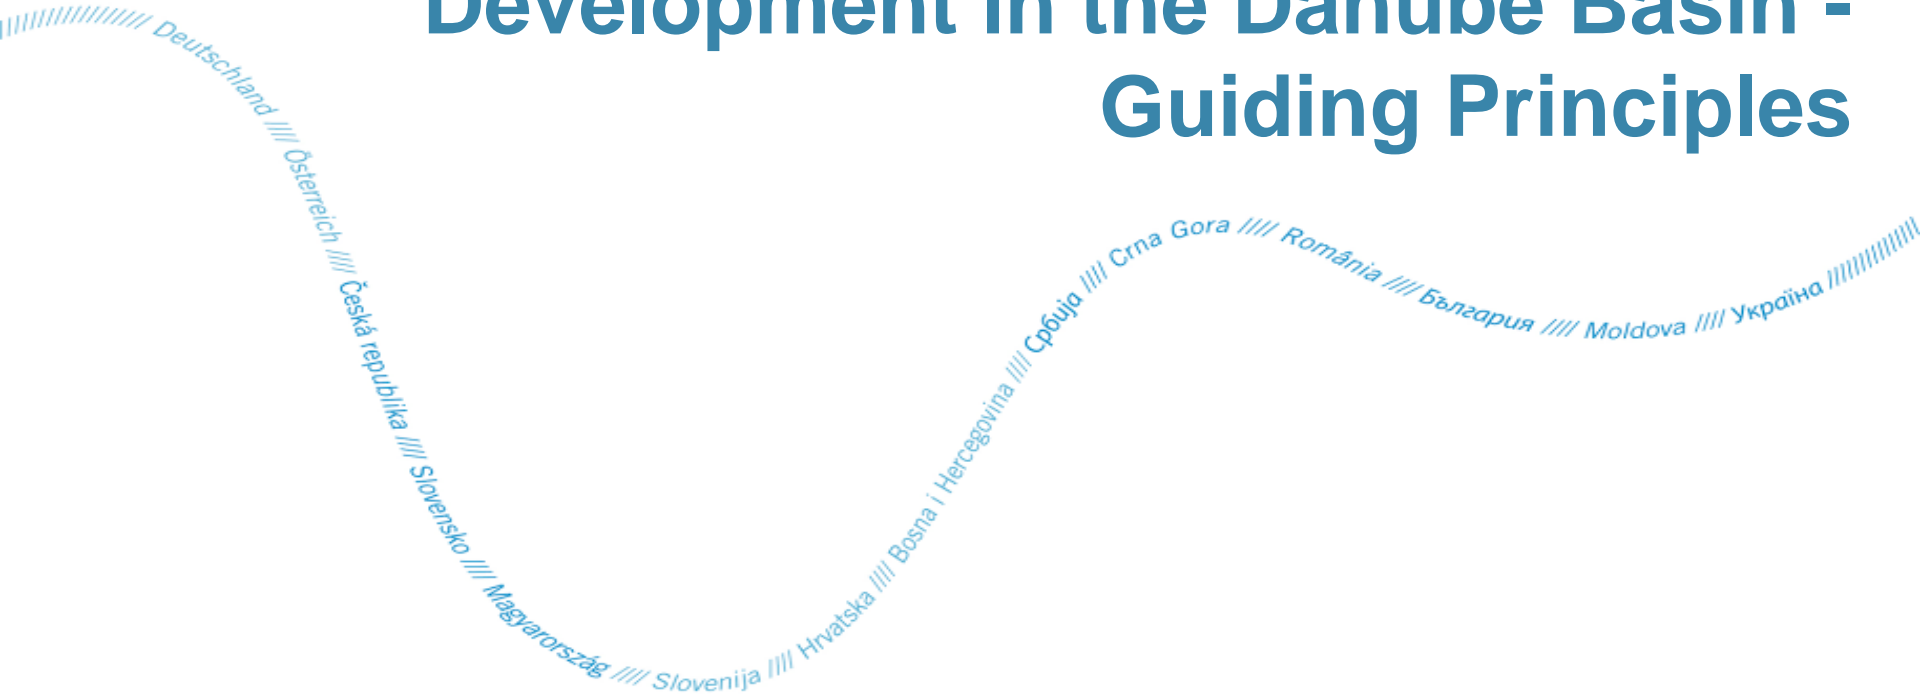 Development in the Danube Basin -
Guiding Principles
///////////////// Deutschland //// Österreich //// Česká republika //// Slovensko //// Magyarország //// Slovenija //// Hrvatska //// Bosna i Hercegovina //// Србија //// Crna Gora //// România //// България //// Moldova //// Україна /////////////